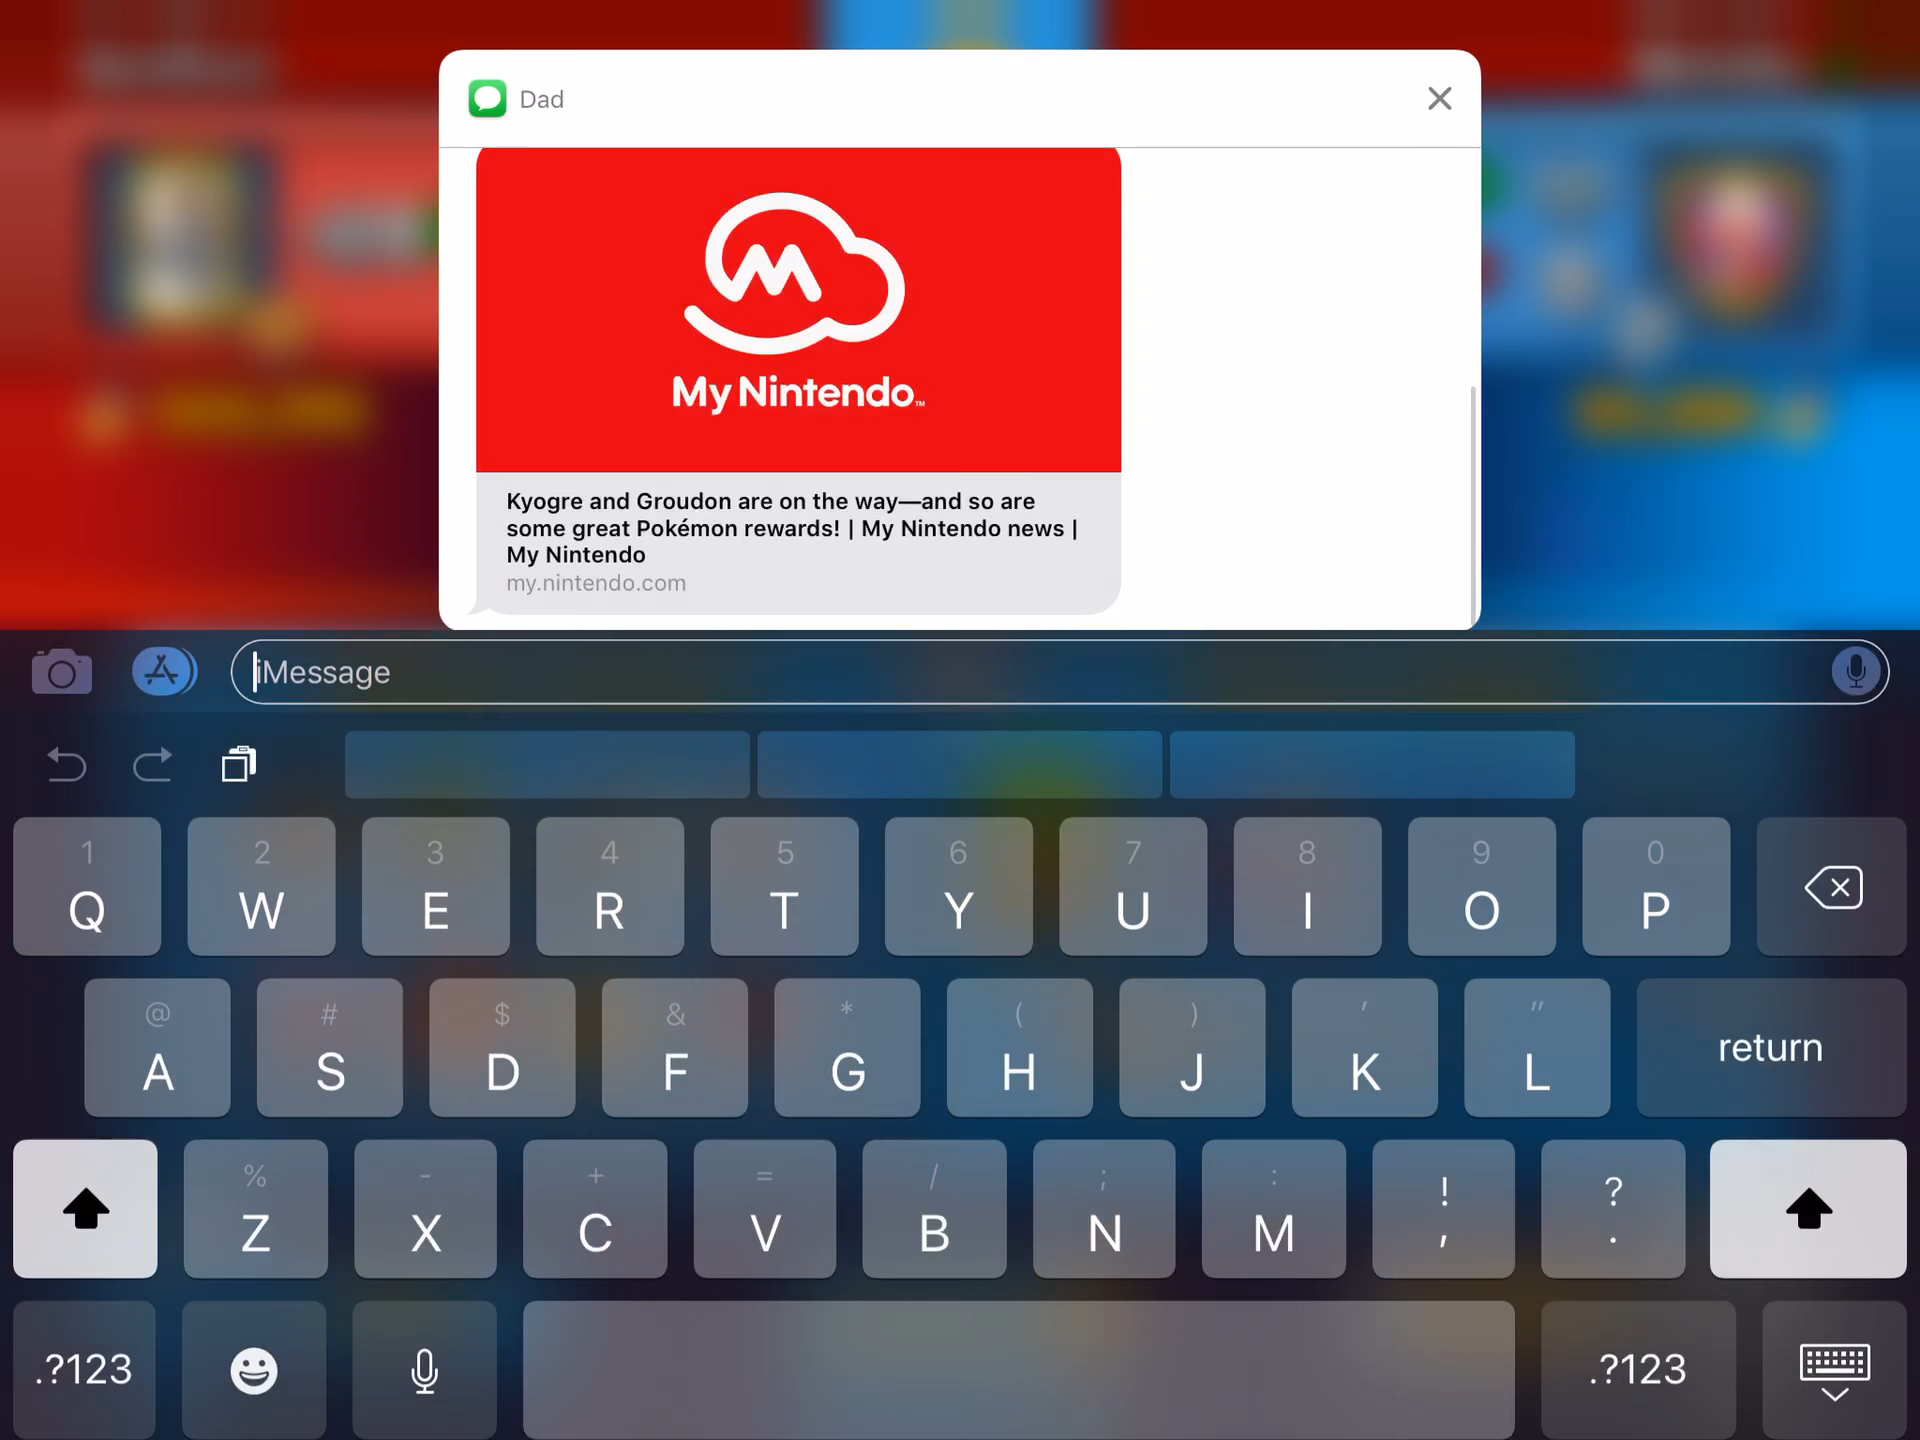 Dad
My Nintendo™
Kyogre and Groudon are on the way—and so are
some great Pokémon rewards! | My Nintendo news |
My Nintendo
my.nintendo.com
iMessage
1 2 3 4 5 6 7 8 9 0
Q W E R T Y U I O P
@ # $ & * ( ) ' "
A S D F G H J K L return
% - + = / ; : ! ?
Z X C V B N M , .
.?123 .?123